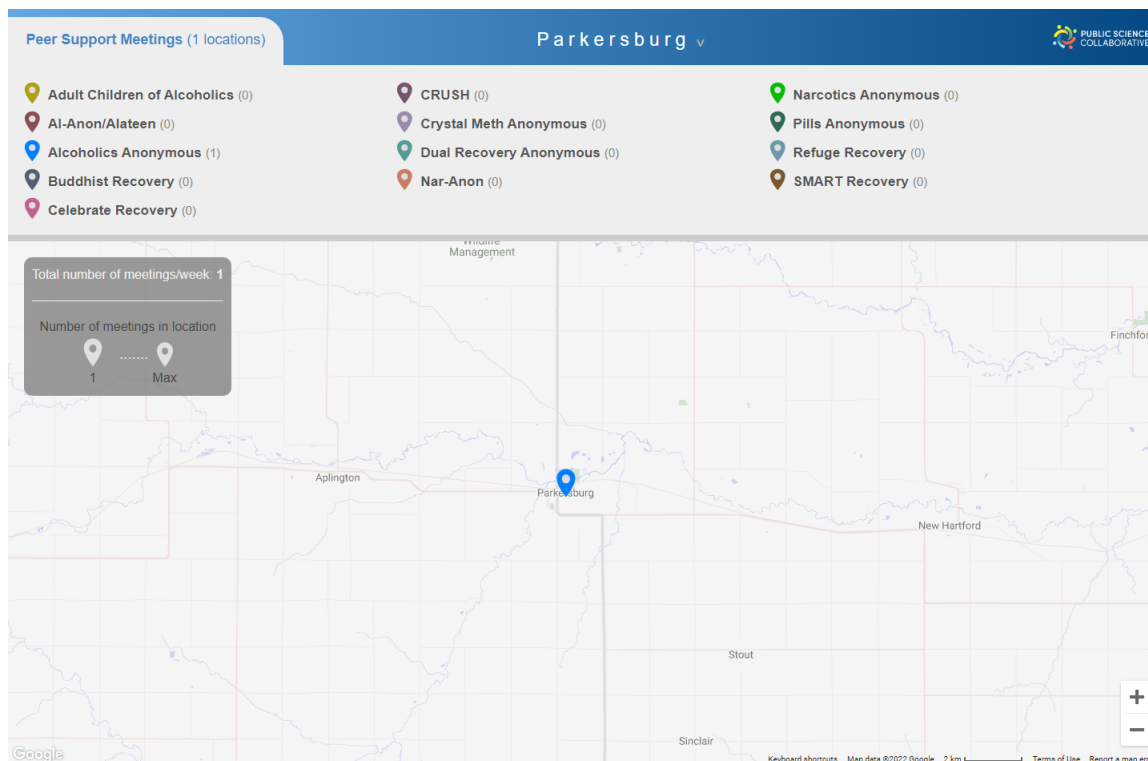 Peer Support Meetings (1 locations)
Parkersburg v
PUBLIC SCIENCE
COLLABORATIVE
Adult Children of Alcoholics (0)
Al-Anon/Alateen (0)
Alcoholics Anonymous (1)
Buddhist Recovery (0)
Celebrate Recovery (0)
CRUSH (0)
Crystal Meth Anonymous (0)
Dual Recovery Anonymous (0)
Nar-Anon (0)
Narcotics Anonymous (0)
Pills Anonymous (0)
Refuge Recovery (0)
SMART Recovery (0)
Wildlife
Management
Total number of meetings/week: 1
Number of meetings in location
1 ....... Max
Finchfor
Aplington
Parkersburg
New Hartford
Stout
Sinclair
+
−
Google
Keyboard shortcuts Map data ©2022 Google 2 km Terms of Use Report a map er